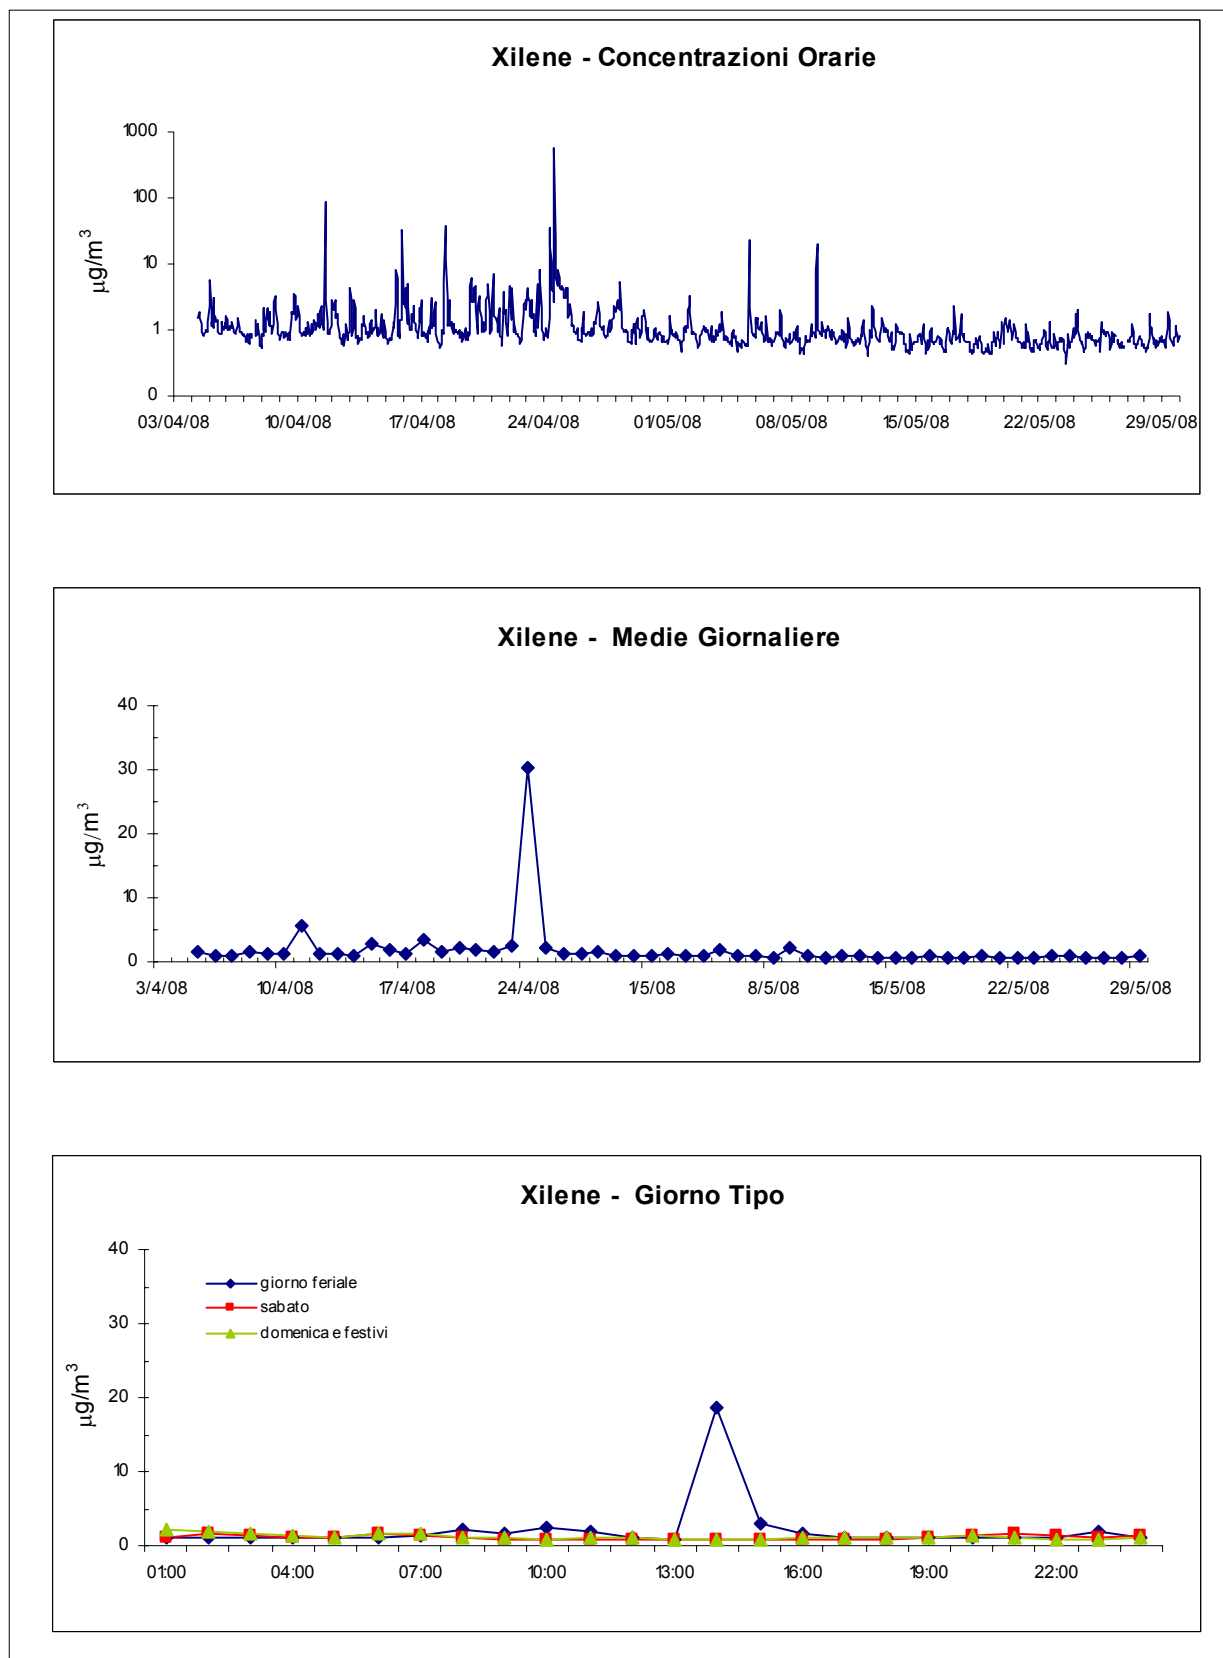 Xilene - Concentrazioni Orarie
1000
100
10
1
0
µg/m³
03/04/08 10/04/08 17/04/08 24/04/08 01/05/08 08/05/08 15/05/08 22/05/08 29/05/08
Xilene - Medie Giornaliere
40
30
20
10
0
µg/m³
3/4/08 10/4/08 17/4/08 24/4/08 1/5/08 8/5/08 15/5/08 22/5/08 29/5/08
Xilene - Giorno Tipo
40
30
20
10
0
µg/m³
giorno feriale
sabato
domenica e festivi
01:00 04:00 07:00 10:00 13:00 16:00 19:00 22:00